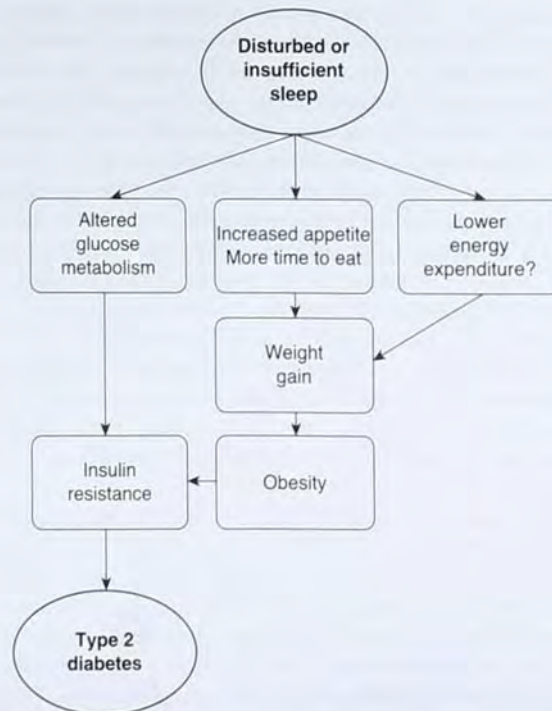 Disturbed or
insufficient
sleep
Altered
glucose
metabolism
Increased appetite
More time to eat
Lower
energy
expenditure?
Weight
gain
Insulin
resistance
Obesity
Type 2
diabetes